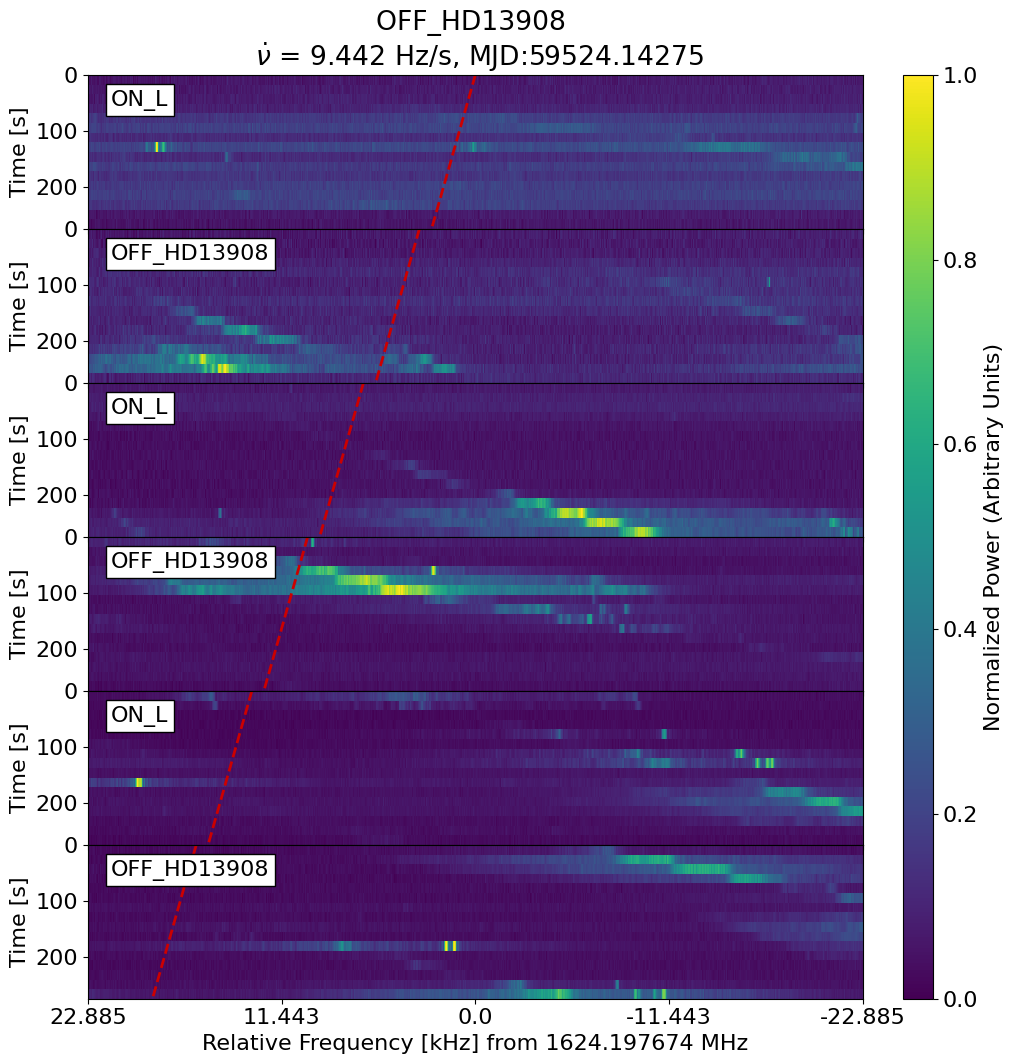 OFF_HD13908
ν̇ = 9.442 Hz/s, MJD:59524.14275
ON_L
OFF_HD13908
ON_L
OFF_HD13908
ON_L
OFF_HD13908
Time [s]
0
100
200
Time [s]
0
100
200
Time [s]
0
100
200
Time [s]
0
100
200
Time [s]
0
100
200
Time [s]
0
100
200
22.885
11.443
0.0
-11.443
-22.885
Relative Frequency [kHz] from 1624.197674 MHz
1.0
0.8
0.6
0.4
0.2
0.0
Normalized Power (Arbitrary Units)